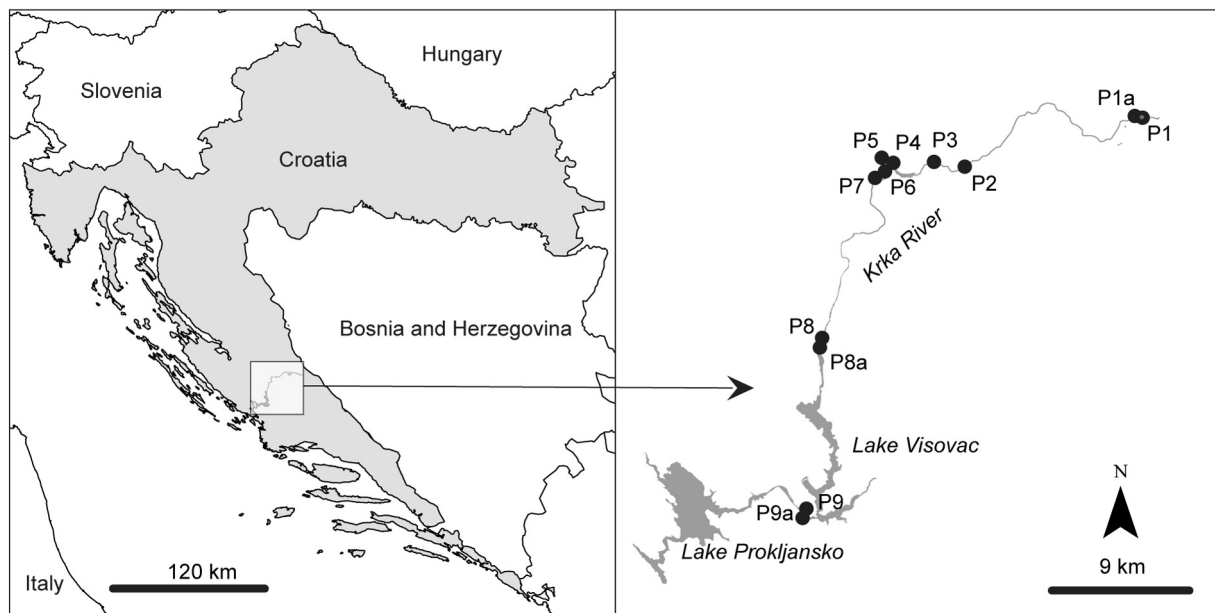 Hungary
Slovenia
Croatia
Bosnia and Herzegovina
Italy
120 km
P1a
P1
P5
P4
P3
P7
P6
P2
Krka River
P8
P8a
Lake Visovac
P9
P9a
Lake Prokljansko
N
9 km